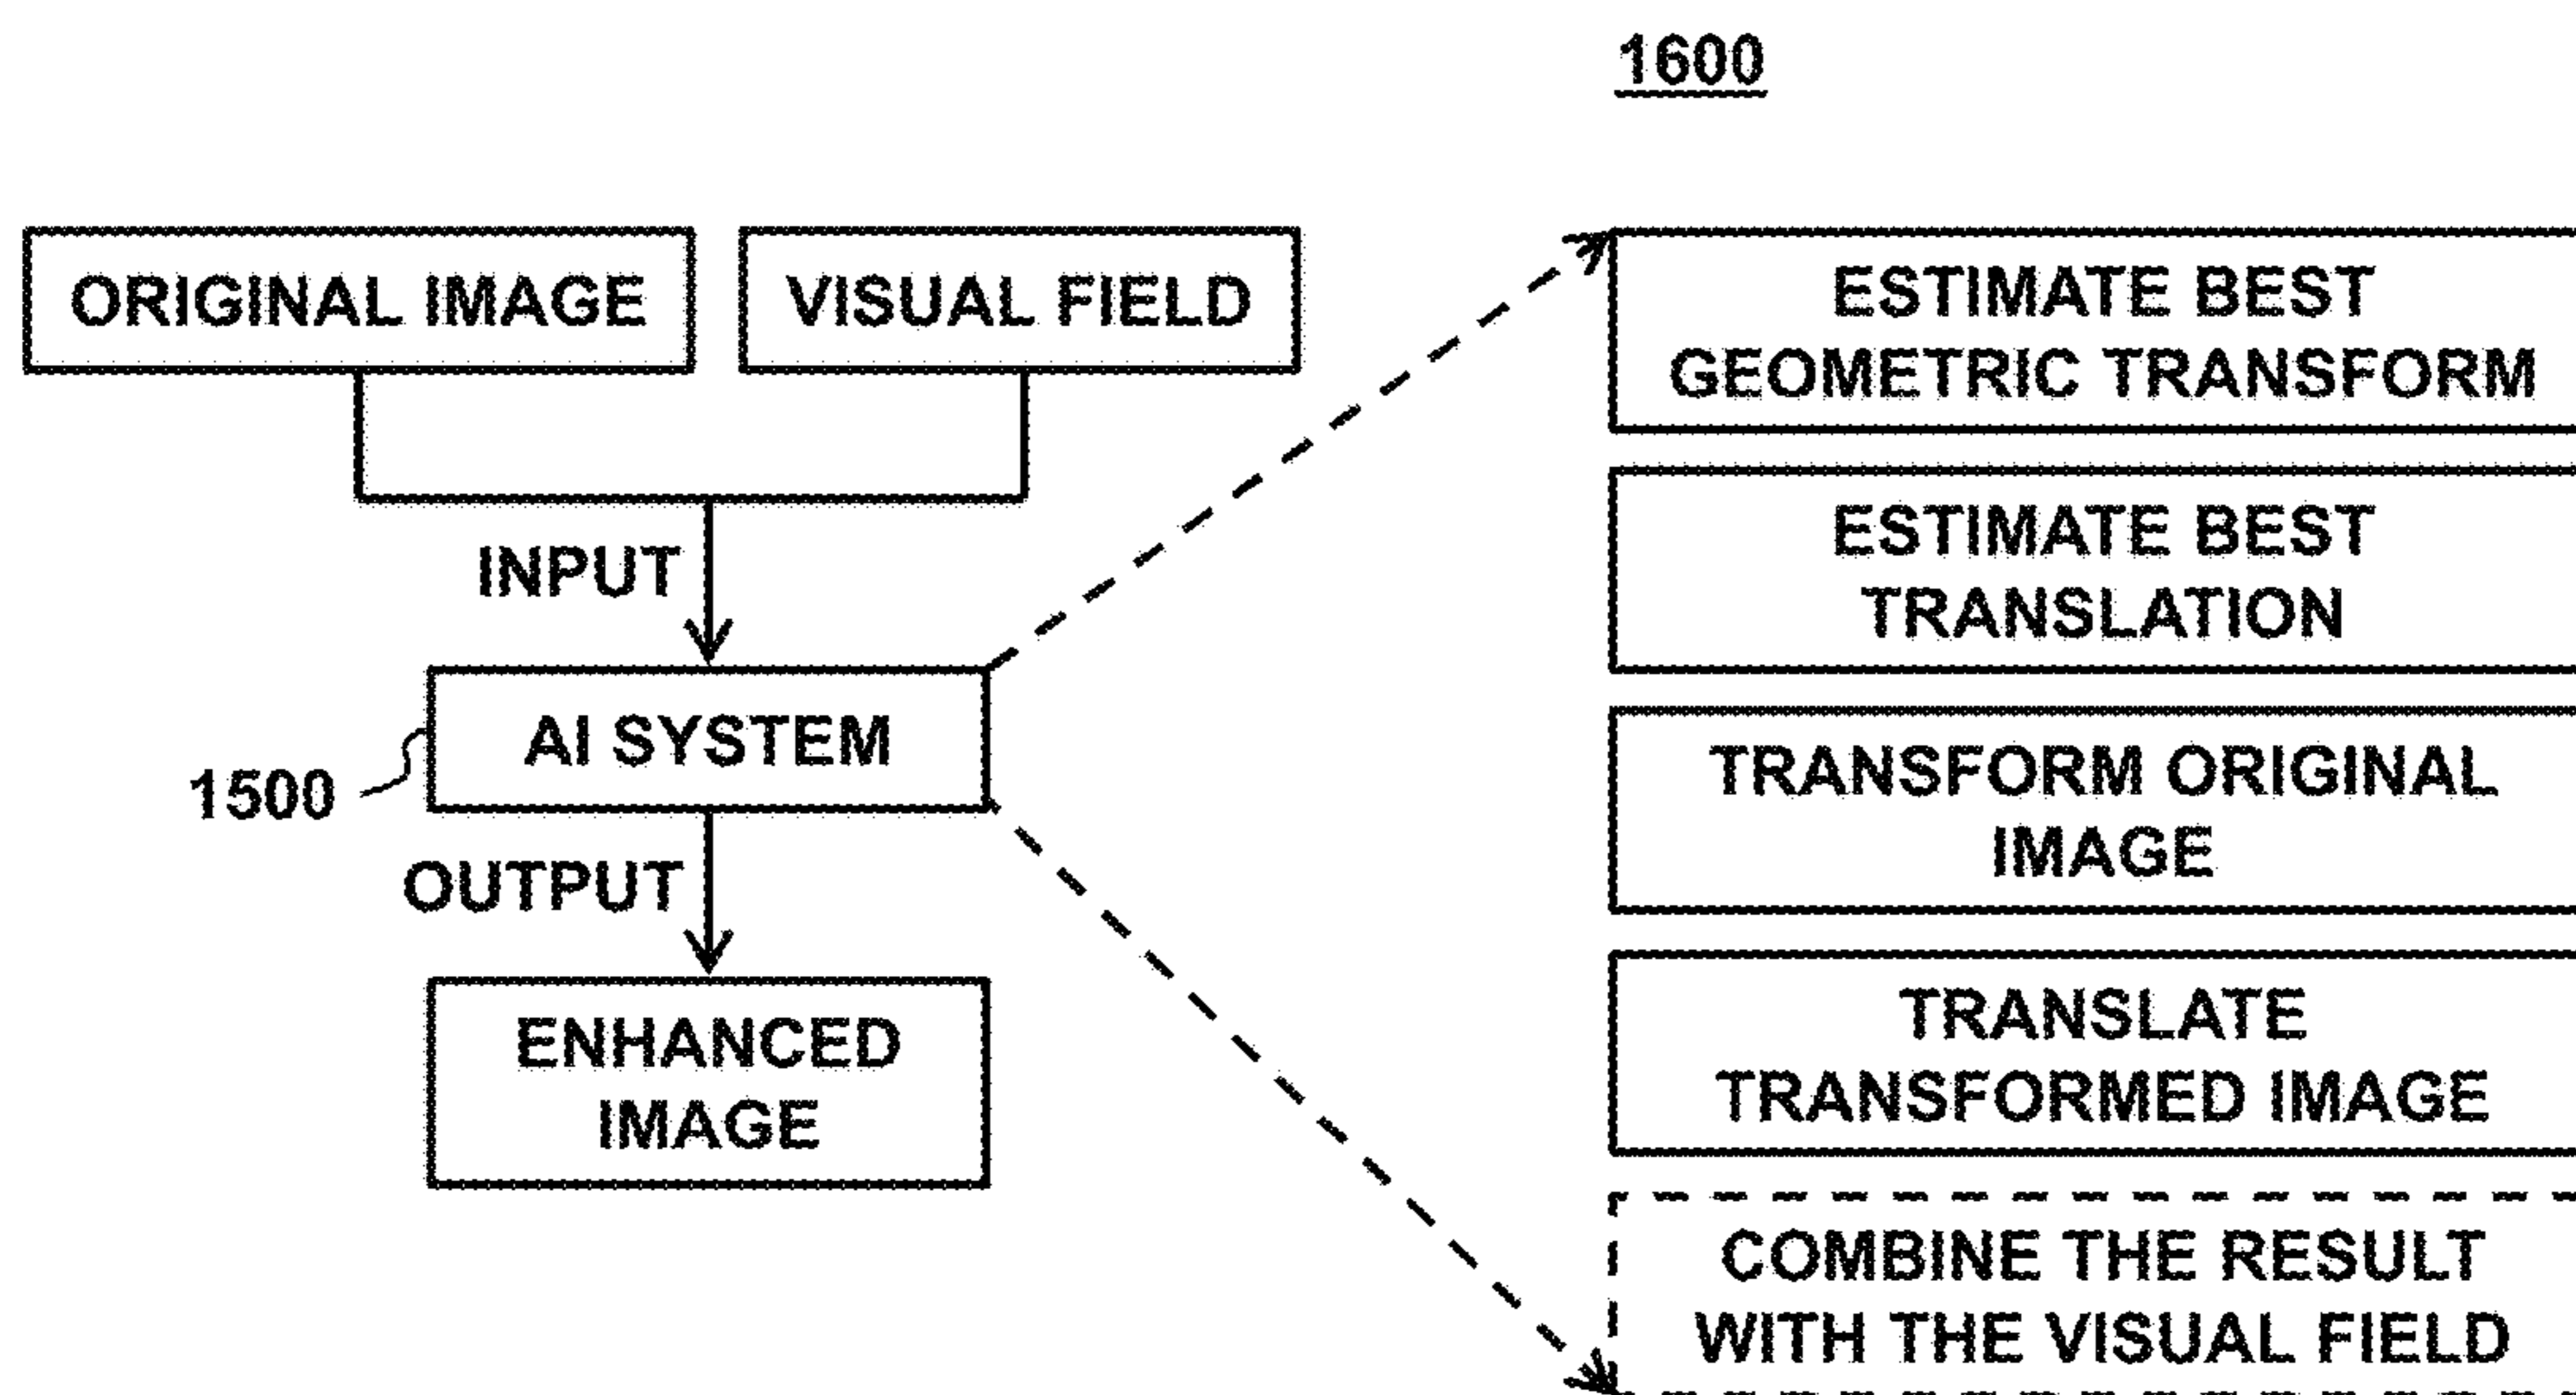 1600
ORIGINAL IMAGE
VISUAL FIELD
INPUT
AI SYSTEM
1500
OUTPUT
ENHANCED
IMAGE
ESTIMATE BEST
GEOMETRIC TRANSFORM
ESTIMATE BEST
TRANSLATION
TRANSFORM ORIGINAL
IMAGE
TRANSLATE
TRANSFORMED IMAGE
COMBINE THE RESULT
WITH THE VISUAL FIELD